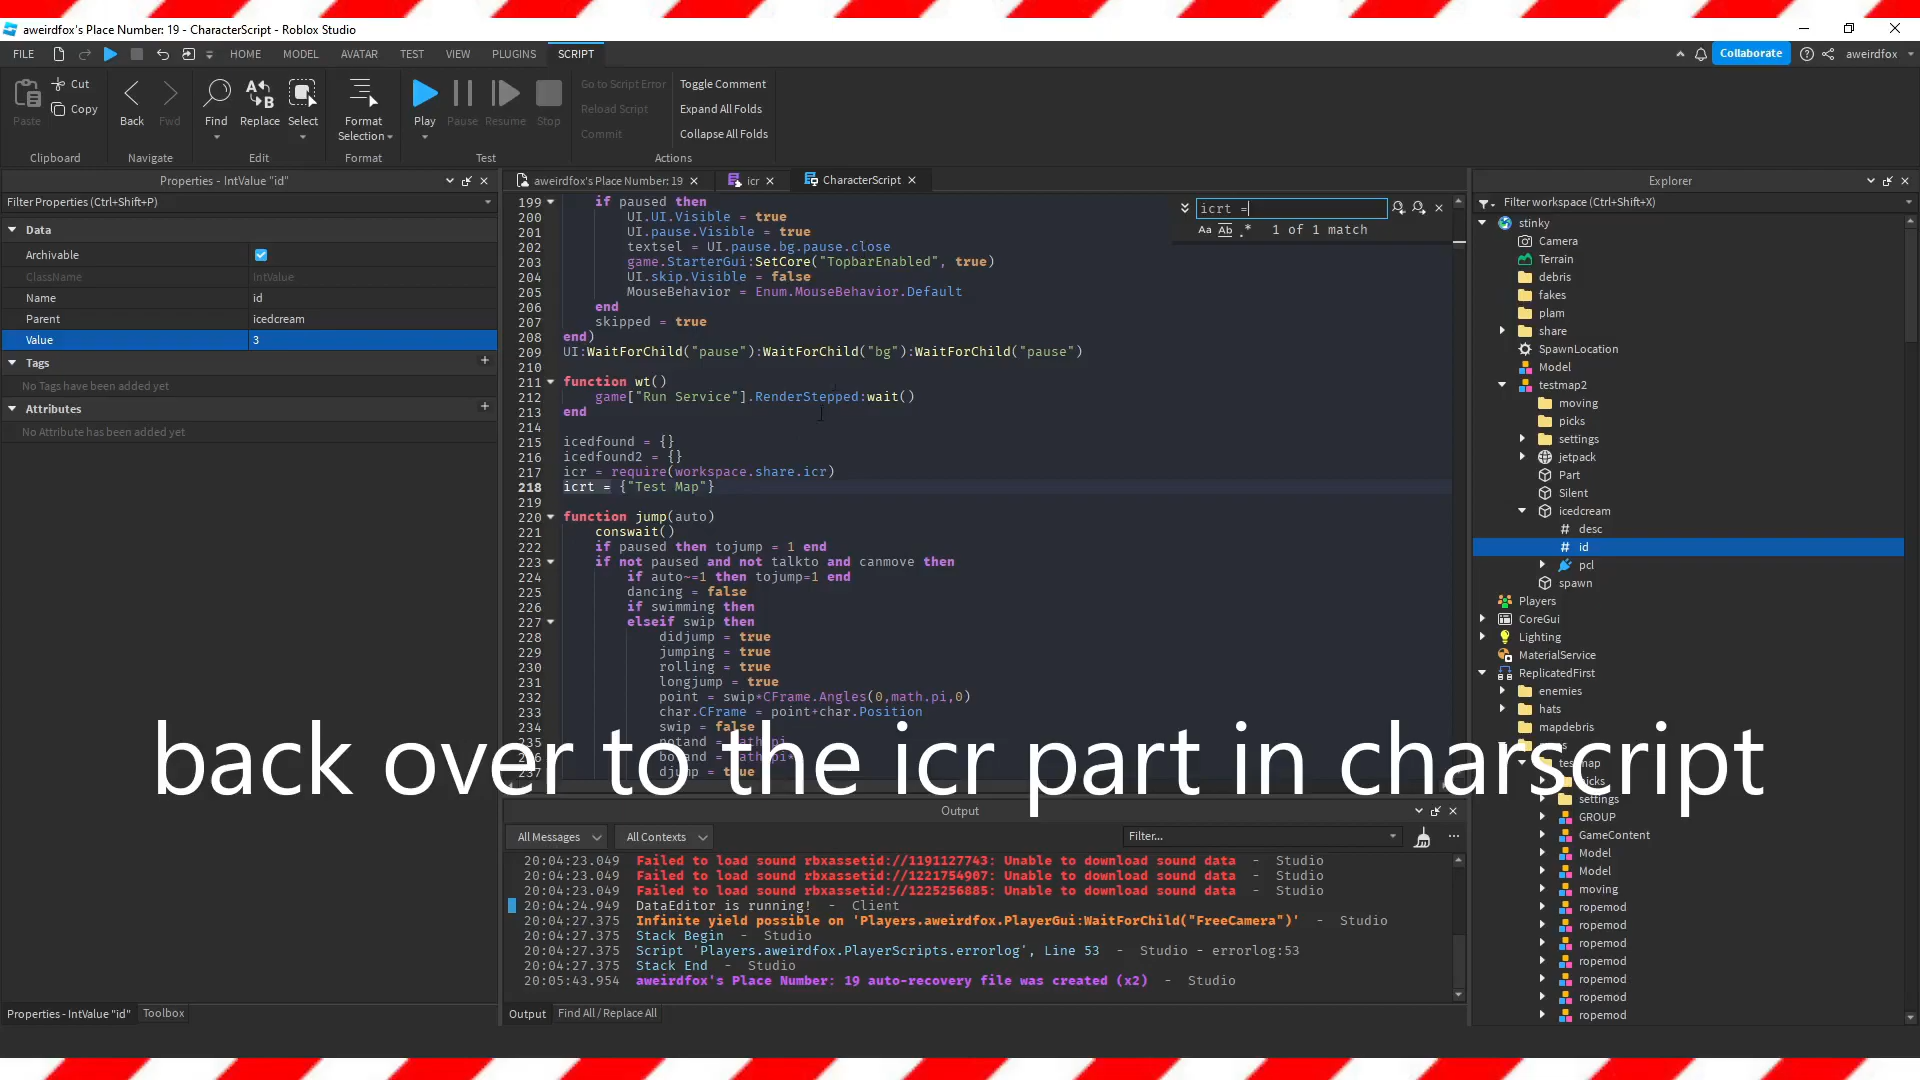 aweirdfox's Place Number: 19 - CharacterScript - Roblox Studio
FILE HOME MODEL AVATAR TEST VIEW PLUGINS SCRIPT Collaborate aweirdfox
Paste Cut Copy Back Fwd Find Replace Select Format Selection Play Pause Resume Stop
Go to Script Error Toggle Comment
Reload Script Expand All Folds
Commit Collapse All Folds
Clipboard Navigate Edit Format Test Actions
Properties - IntValue "id"
Filter Properties (Ctrl+Shift+P)
Data
Archivable
ClassName IntValue
Name id
Parent icedcream
Value 3
Tags
No Tags have been added yet
Attributes
No Attribute has been added yet
Properties - IntValue "id" Toolbox
aweirdfox's Place Number: 19 icr CharacterScript
icrt =
Aa Ab .* 1 of 1 match
199 if paused then
200 UI.UI.Visible = true
201 UI.pause.Visible = true
202 textsel = UI.pause.bg.pause.close
203 game.StarterGui:SetCore("TopbarEnabled", true)
204 UI.skip.Visible = false
205 MouseBehavior = Enum.MouseBehavior.Default
206 end
207 skipped = true
208 end)
209 UI:WaitForChild("pause"):WaitForChild("bg"):WaitForChild("pause")
210
211 function wt()
212 game["Run Service"].RenderStepped:wait()
213 end
214
215 icedfound = {}
216 icedfound2 = {}
217 icr = require(workspace.share.icr)
218 icrt = {"Test Map"}
219
220 function jump(auto)
221 conswait()
222 if paused then tojump = 1 end
223 if not paused and not talkto and canmove then
224 if auto~=1 then tojump=1 end
225 dancing = false
226 if swimming then
227 elseif swip then
228 didjump = true
229 jumping = true
230 rolling = true
231 longjump = true
232 point = swip*CFrame.Angles(0,math.pi,0)
233 char.CFrame = point+char.Position
234 swip = false
235
236
237 djump = true
back over to the icr part in charscript
Output
All Messages All Contexts Filter...
20:04:23.049 Failed to load sound rbxassetid://1191127743: Unable to download sound data - Studio
20:04:23.049 Failed to load sound rbxassetid://1221754907: Unable to download sound data - Studio
20:04:23.049 Failed to load sound rbxassetid://1225256885: Unable to download sound data - Studio
20:04:24.949 DataEditor is running! - Client
20:04:27.375 Infinite yield possible on 'Players.aweirdfox.PlayerGui:WaitForChild("FreeCamera")' - Studio
20:04:27.375 Stack Begin - Studio
20:04:27.375 Script 'Players.aweirdfox.PlayerScripts.errorlog', Line 53 - Studio - errorlog:53
20:04:27.375 Stack End - Studio
20:05:43.954 aweirdfox's Place Number: 19 auto-recovery file was created (x2) - Studio
Output Find All / Replace All
Explorer
Filter workspace (Ctrl+Shift+X)
stinky
Camera
Terrain
debris
fakes
plam
share
SpawnLocation
Model
testmap2
moving
picks
settings
jetpack
Part
Silent
icedcream
desc
id
pcl
spawn
Players
CoreGui
Lighting
MaterialService
ReplicatedFirst
enemies
hats
mapdebris
testmap
picks
settings
GROUP
GameContent
Model
Model
moving
ropemod
ropemod
ropemod
ropemod
ropemod
ropemod
ropemod